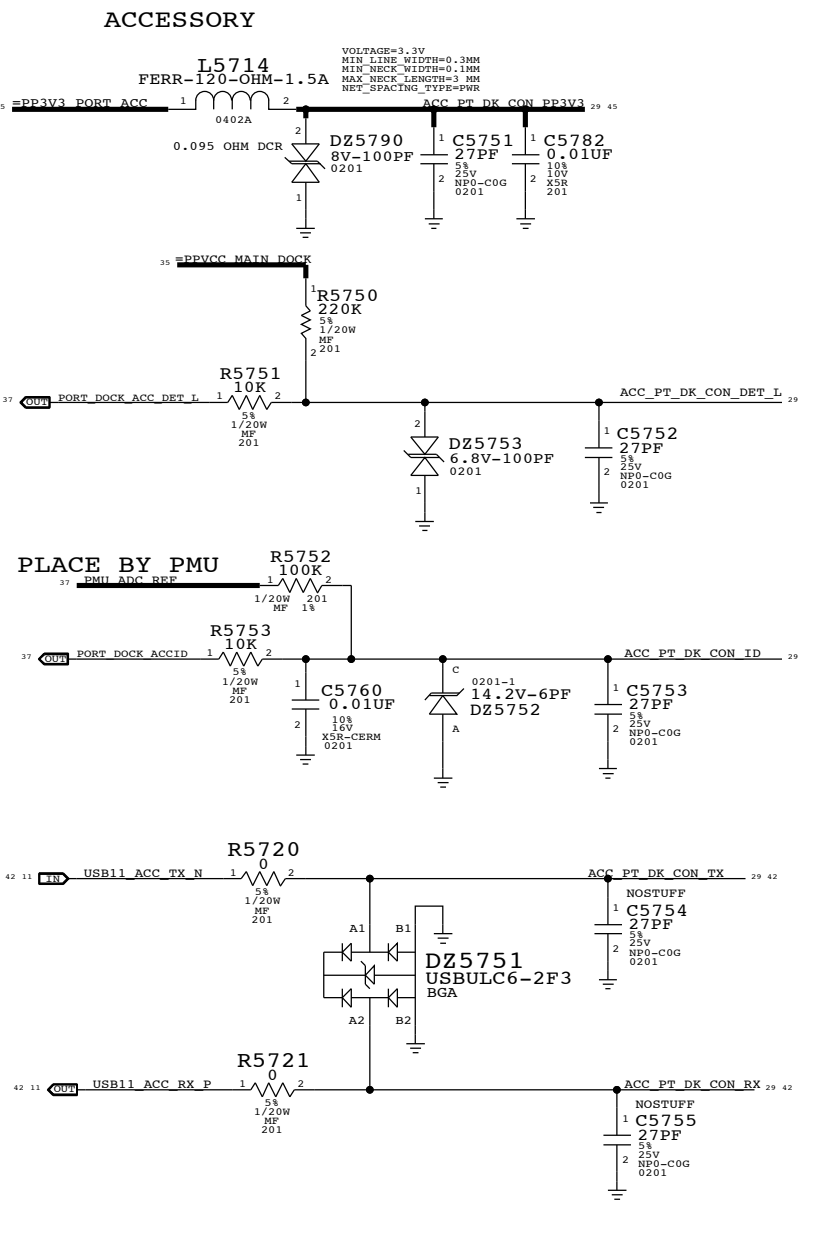 ACCESSORY
VOLTAGE=3.3V
MIN_LINE_WIDTH=0.3MM
MIN_NECK_WIDTH=0.1MM
MAX_NECK_LENGTH=3 MM
NET_SPACING_TYPE=PWR
L5714
FERR-120-OHM-1.5A
5 =PP3V3_PORT_ACC 1 2 ACC_PT_DK_CON_PP3V3 29 45
0402A
0.095 OHM DCR
2
DZ5790
8V-100PF
0201
1
1 C5751
27PF
5%
2 25V
NP0-C0G
0201
1 C5782
0.01UF
10%
2 10V
X5R
201
35 =PPVCC_MAIN_DOCK
1 R5750
220K
5%
1/20W
MF
2 201
R5751
10K
37 OUT PORT_DOCK_ACC_DET_L 1 2 ACC_PT_DK_CON_DET_L 29
5%
1/20W
MF
201
2
DZ5753
6.8V-100PF
0201
1
1 C5752
27PF
5%
2 25V
NP0-C0G
0201
PLACE BY PMU
R5752
100K
37 PMU_ADC_REF 1 2
1/20W 201
MF 1%
R5753
10K
37 OUT PORT_DOCK_ACCID 1 2 ACC_PT_DK_CON_ID 29
5%
1/20W
MF
201
1 C5760
0.01UF
10%
2 16V
X5R-CERM
0201
C
0201-1
14.2V-6PF
DZ5752
A
1 C5753
27PF
5%
2 25V
NP0-C0G
0201
R5720
0
42 11 IN USB11_ACC_TX_N 1 2 ACC_PT_DK_CON_TX 29 42
5%
1/20W
MF
201
NOSTUFF
1 C5754
27PF
5%
2 25V
NP0-C0G
0201
A1 B1
DZ5751
USBULC6-2F3
BGA
A2 B2
R5721
0
42 11 OUT USB11_ACC_RX_P 1 2 ACC_PT_DK_CON_RX 29 42
5%
1/20W
MF
201
NOSTUFF
1 C5755
27PF
5%
2 25V
NP0-C0G
0201